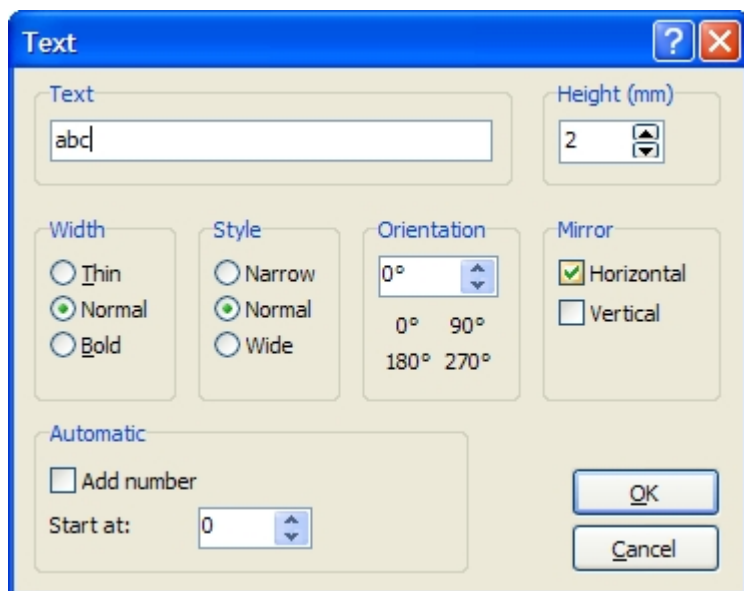 Text
Text
Height (mm)
abc
2
Width
Style
Orientation
Mirror
Thin
Narrow
0°
Horizontal
Normal
Normal
Vertical
0° 90°
Bold
Wide
180° 270°
Automatic
Add number
OK
Start at:
0
Cancel